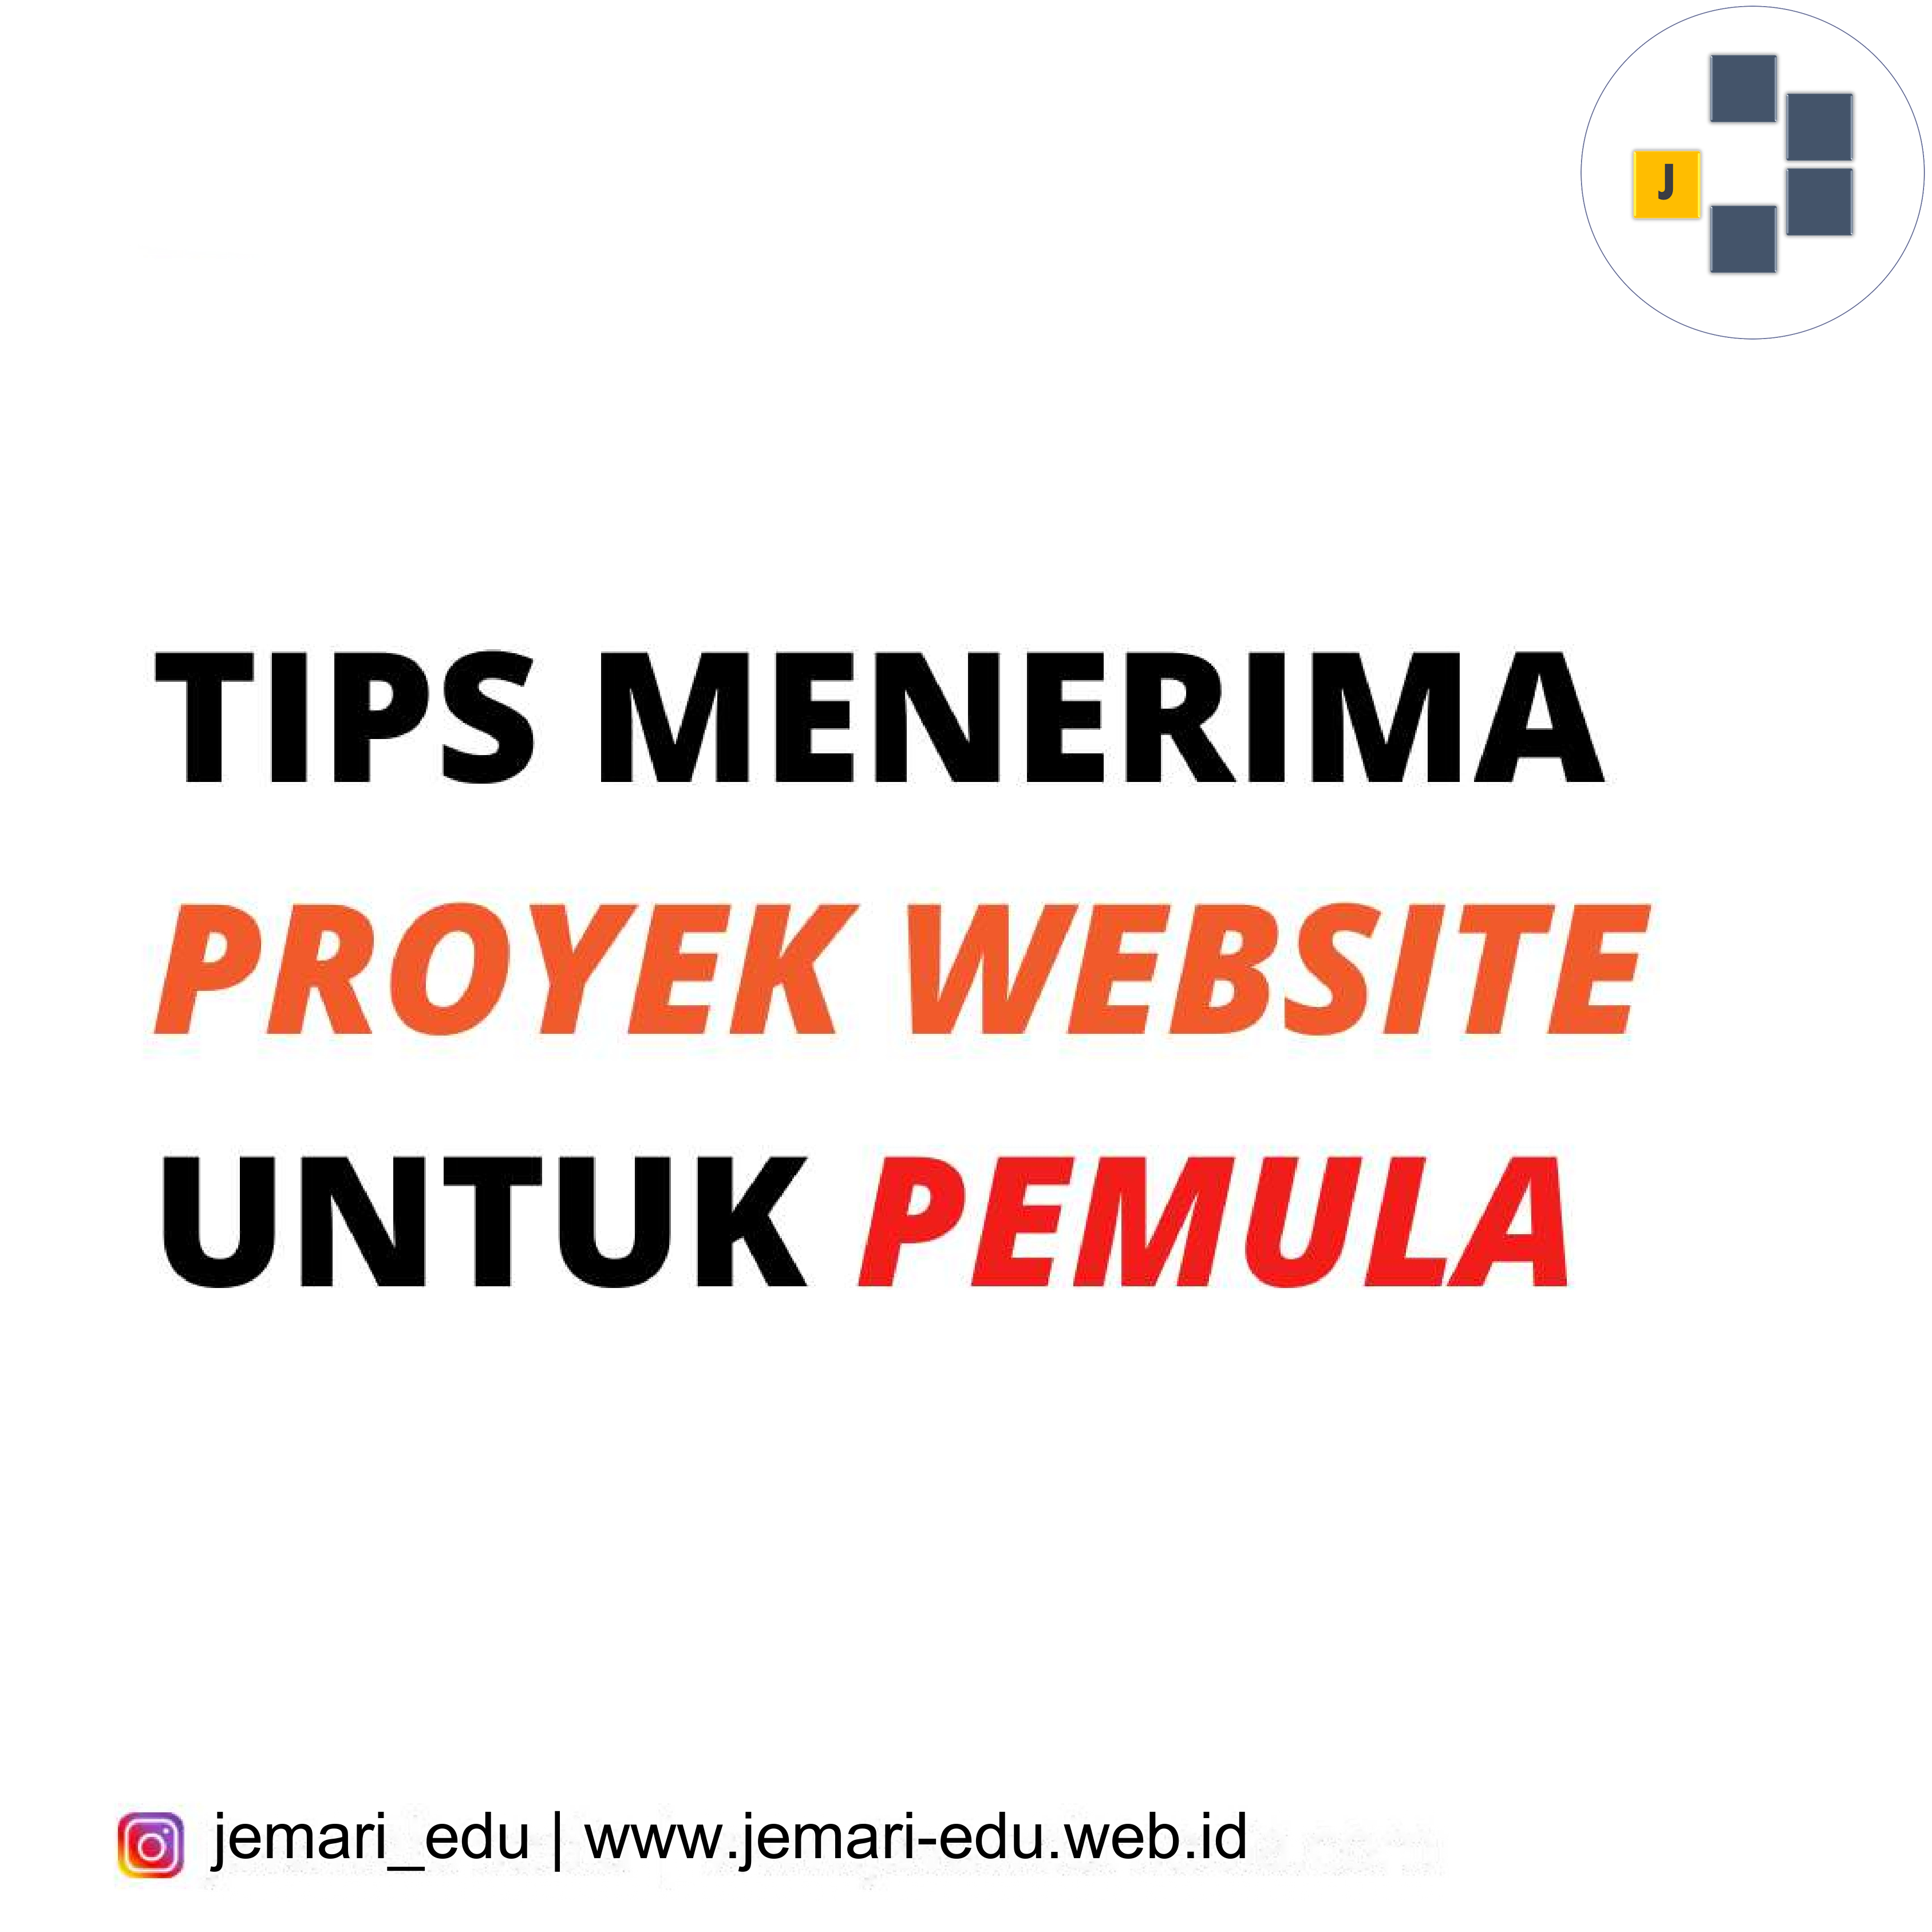 J
TIPS MENERIMA
PROYEK WEBSITE
UNTUK PEMULA
jemari_edu | www.jemari-edu.web.id